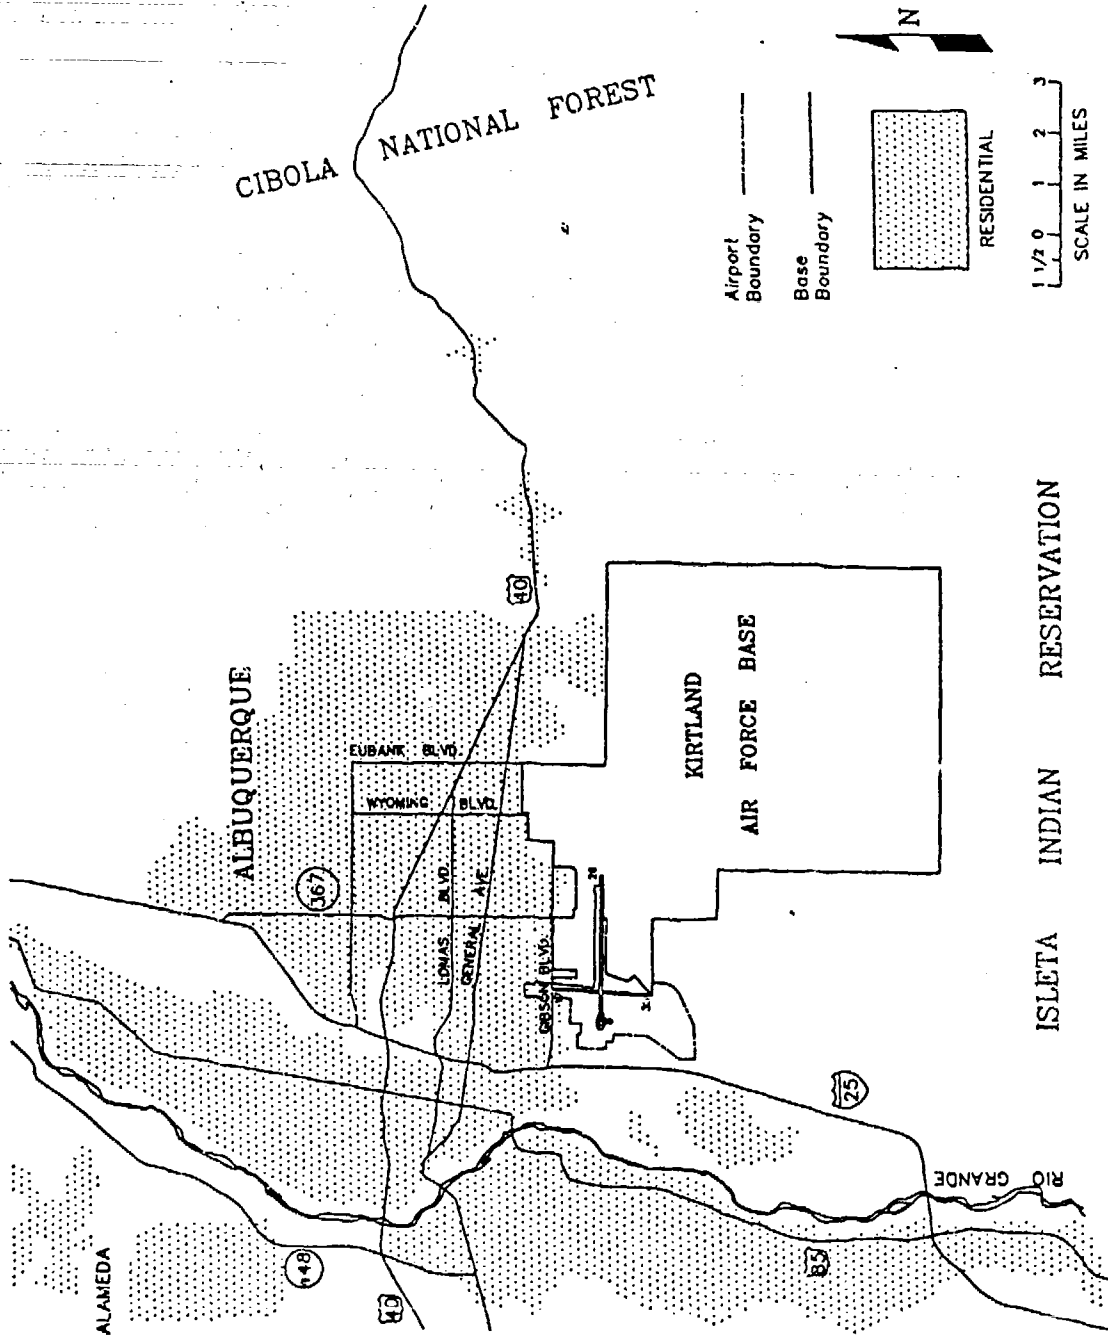 N
CIBOLA NATIONAL FOREST
Airport
Boundary
Base
Boundary
RESIDENTIAL
1 1/2 0 1 2 3
SCALE IN MILES
ALBUQUERQUE
ALAMEDA
367
448
40
40
EUBANK BLVD.
WYOMING BLVD.
LOMAS BLVD.
GENERAL AVE.
GIBSON BLVD.
26
KIRTLAND
AIR FORCE BASE
25
85
RIO GRANDE
ISLETA INDIAN RESERVATION